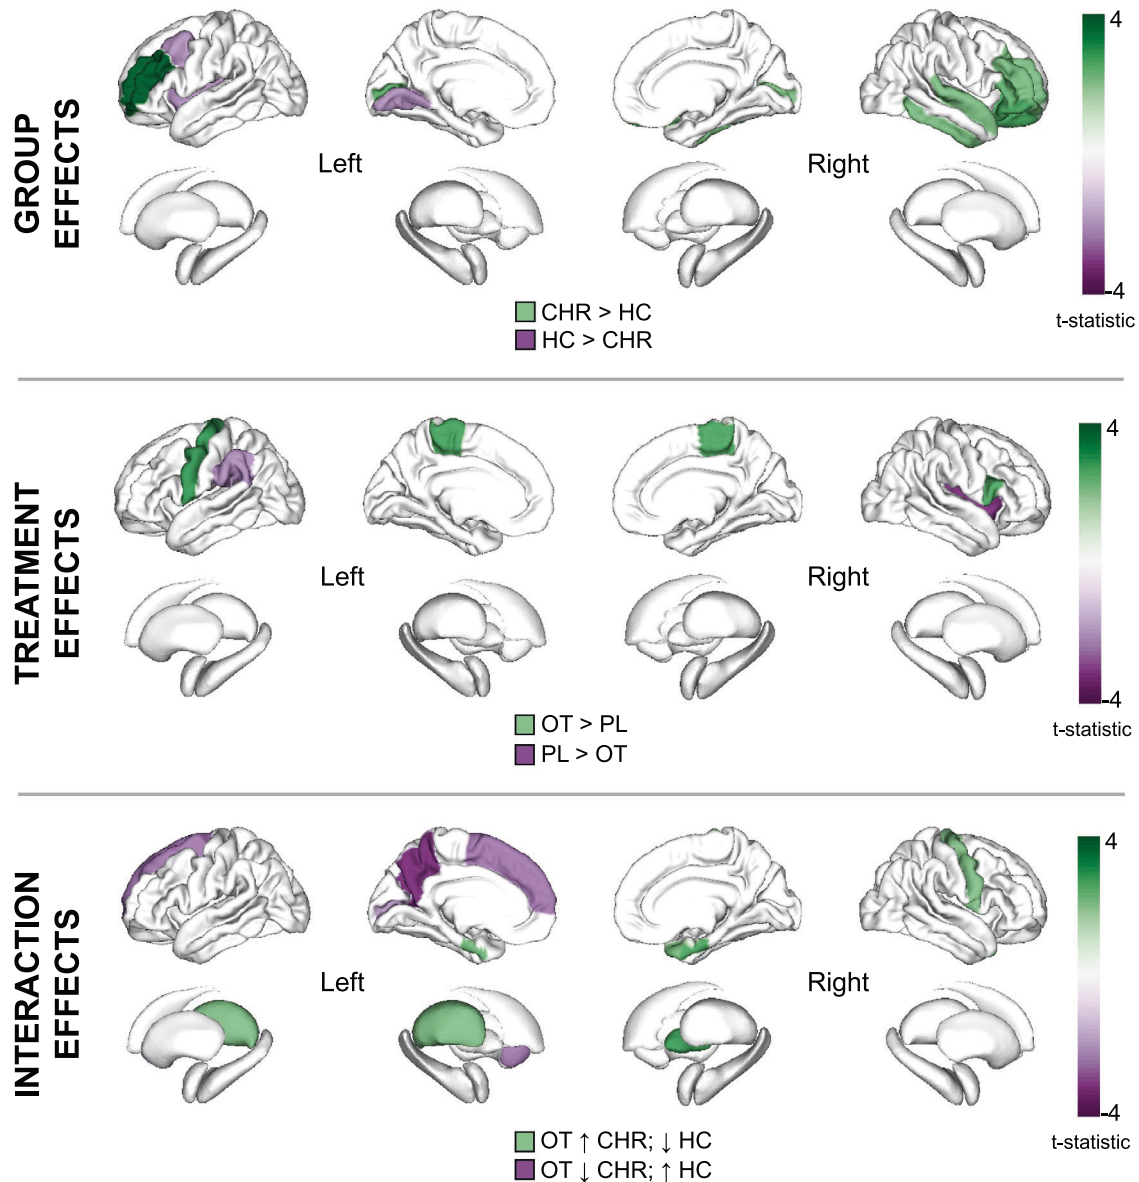 GROUP
EFFECTS
Left
Right
4
-4
t-statistic
CHR > HC
HC > CHR
TREATMENT
EFFECTS
Left
Right
4
-4
t-statistic
OT > PL
PL > OT
INTERACTION
EFFECTS
Left
Right
4
-4
t-statistic
OT ↑ CHR; ↓ HC
OT ↓ CHR; ↑ HC